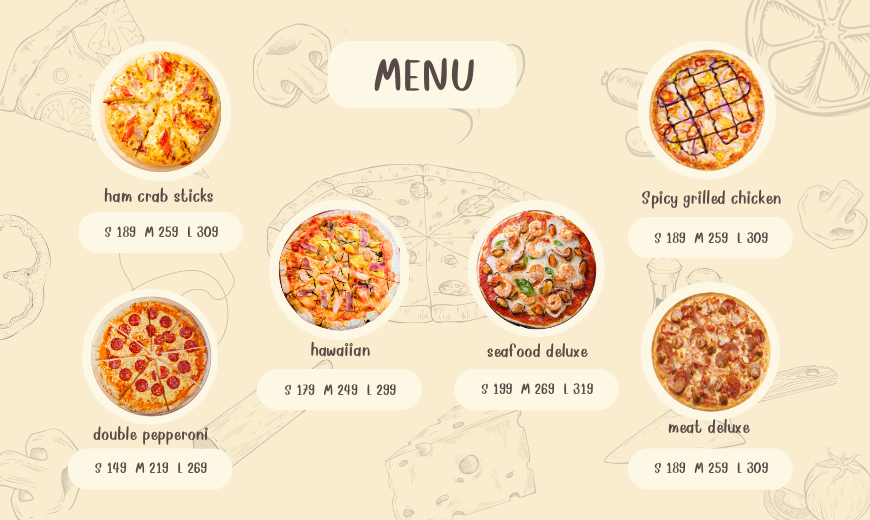 MENU
ham crab sticks
S 189 M 259 L 309
Spicy grilled chicken
S 189 M 259 L 309
hawaiian
S 179 M 249 L 299
seafood deluxe
S 199 M 269 L 319
double pepperoni
S 149 M 219 L 269
meat deluxe
S 189 M 259 L 309